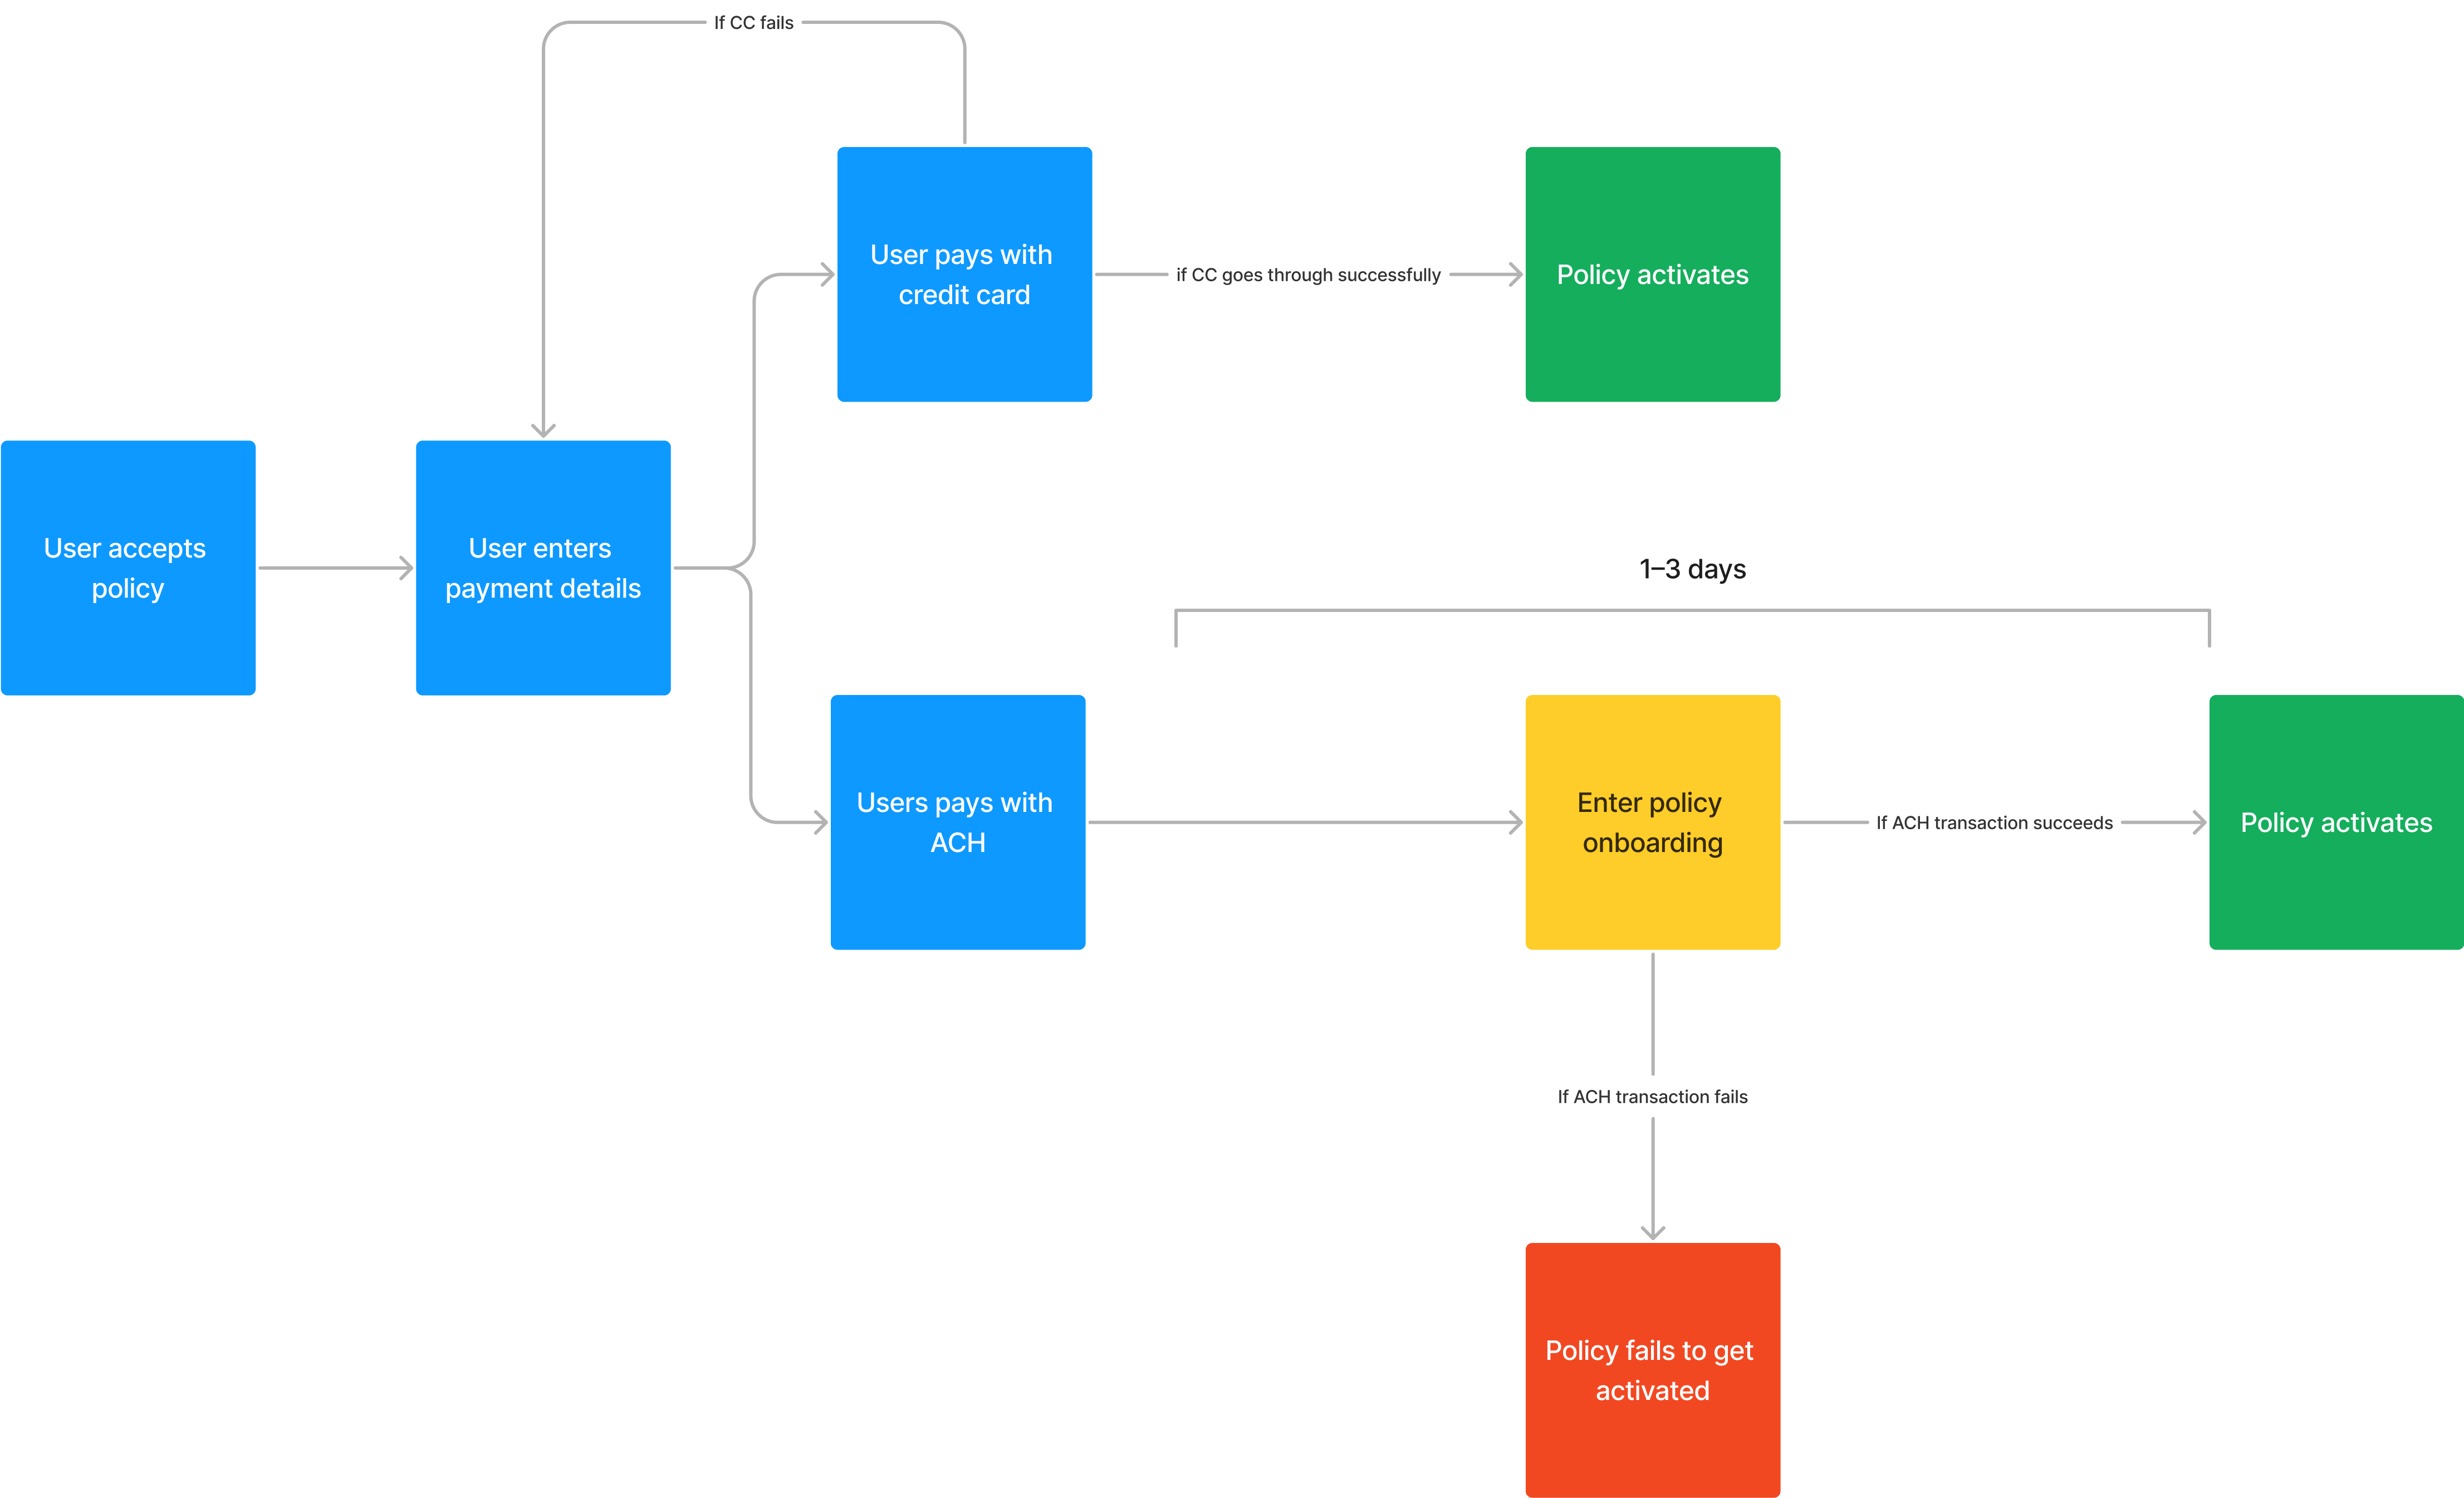 If CC fails
User pays with
credit card
if CC goes through successfully
Policy activates
User accepts
policy
User enters
payment details
1–3 days
Users pays with
ACH
Enter policy
onboarding
If ACH transaction succeeds
Policy activates
If ACH transaction fails
Policy fails to get
activated